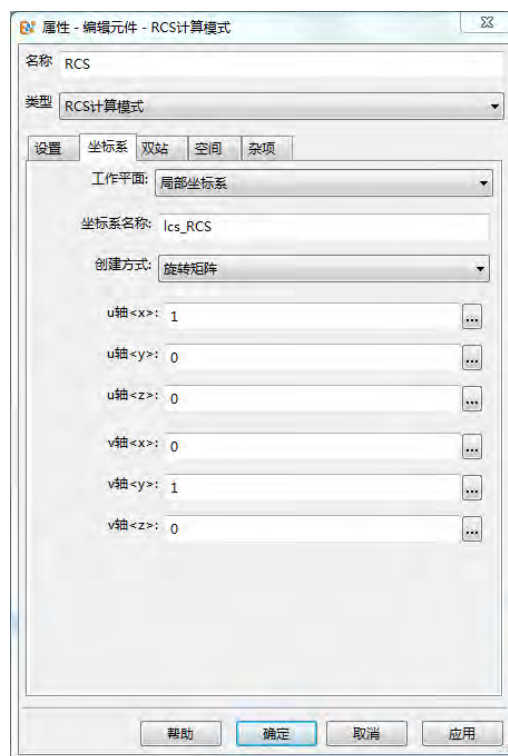 属性 - 编辑元件 - RCS计算模式
名称 RCS
类型 RCS计算模式
设置 坐标系 双站 空间 杂项
工作平面: 局部坐标系
坐标系名称: lcs_RCS
创建方式: 旋转矩阵
u轴<x>: 1 ...
u轴<y>: 0 ...
u轴<z>: 0 ...
v轴<x>: 0 ...
v轴<y>: 1 ...
v轴<z>: 0 ...
帮助 确定 取消 应用